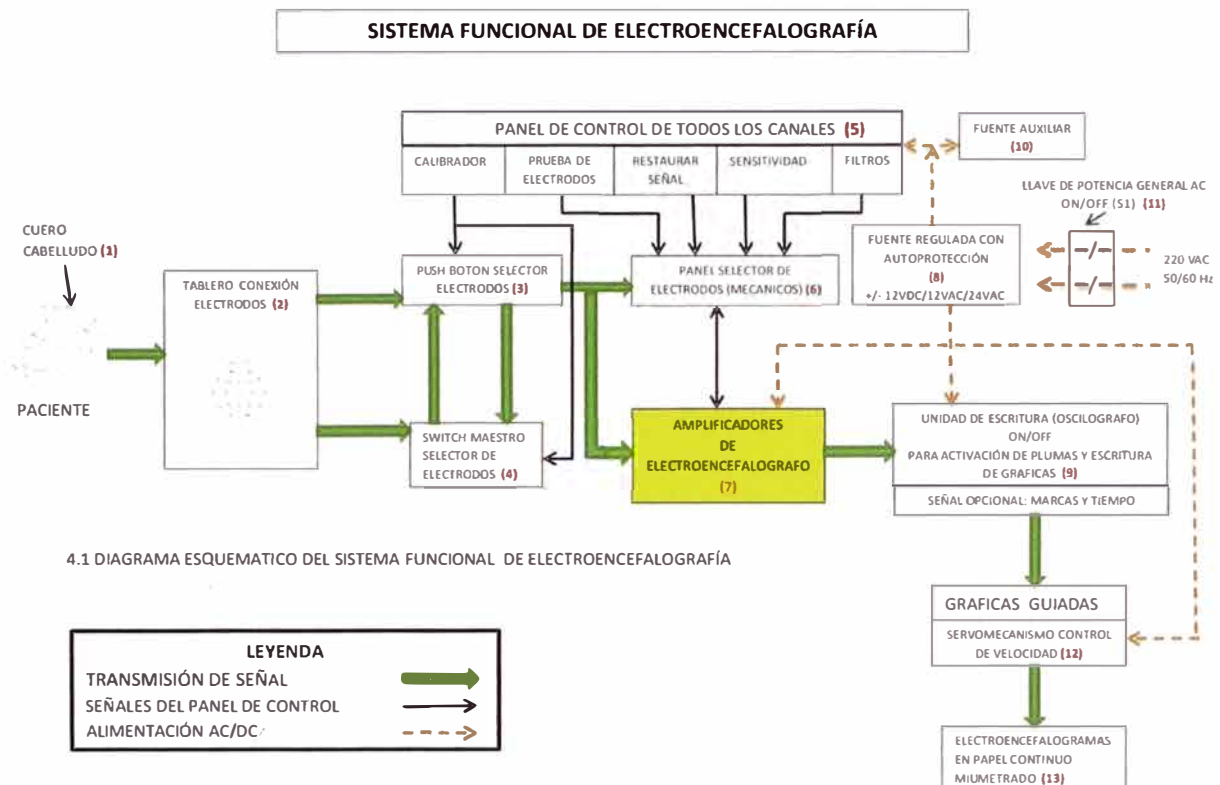 SISTEMA FUNCIONAL DE ELECTROENCEFALOGRAFÍA
PANEL DE CONTROL DE TODOS LOS CANALES (5)
CALIBRADOR
PRUEBA DE
ELECTRODOS
RESTAURAR
SEÑAL
SENSITIVIDAD
FILTROS
FUENTE AUXILIAR
(10)
LLAVE DE POTENCIA GENERAL AC
ON/OFF (S1) (11)
220 VAC
50/60 Hz
FUENTE REGULADA CON
AUTOPROTECCIÓN
(8)
+/- 12VDC/12VAC/24VAC
CUERO
CABELLUDO (1)
PACIENTE
TABLERO CONEXIÓN
ELECTRODOS (2)
PUSH BOTON SELECTOR
ELECTRODOS (3)
PANEL SELECTOR DE
ELECTRODOS (MECANICOS) (6)
SWITCH MAESTRO
SELECTOR DE
ELECTRODOS (4)
AMPLIFICADORES
DE
ELECTROENCEFALOGRAFO
(7)
UNIDAD DE ESCRITURA (OSCILOGRAFO)
ON/OFF
PARA ACTIVACIÓN DE PLUMAS Y ESCRITURA
DE GRAFICAS (9)
SEÑAL OPCIONAL: MARCAS Y TIEMPO
4.1 DIAGRAMA ESQUEMATICO DEL SISTEMA FUNCIONAL DE ELECTROENCEFALOGRAFÍA
GRAFICAS GUIADAS
SERVOMECANISMO CONTROL
DE VELOCIDAD (12)
LEYENDA
TRANSMISIÓN DE SEÑAL
SEÑALES DEL PANEL DE CONTROL
ALIMENTACIÓN AC/DC
ELECTROENCEFALOGRAMAS
EN PAPEL CONTINUO
MIUMETRADO (13)